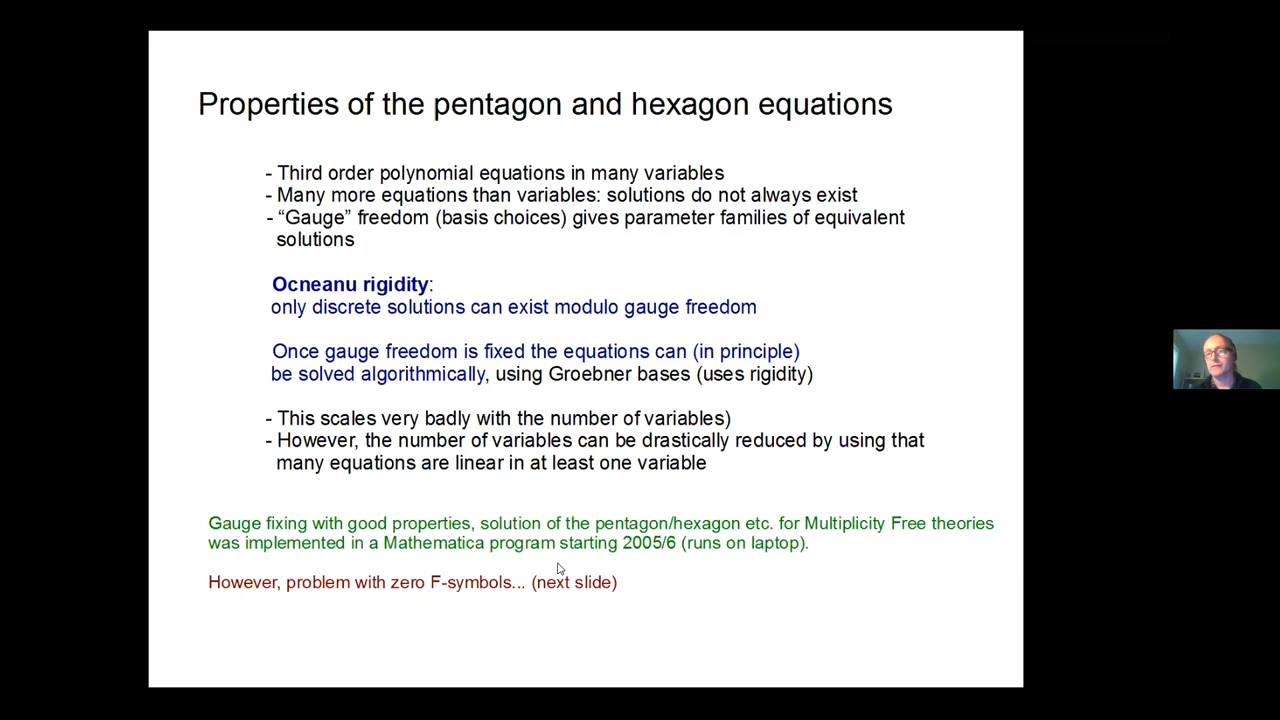 Properties of the pentagon and hexagon equations
- Third order polynomial equations in many variables
- Many more equations than variables: solutions do not always exist
- “Gauge” freedom (basis choices) gives parameter families of equivalent
solutions
Ocneanu rigidity:
only discrete solutions can exist modulo gauge freedom
Once gauge freedom is fixed the equations can (in principle)
be solved algorithmically, using Groebner bases (uses rigidity)
- This scales very badly with the number of variables)
- However, the number of variables can be drastically reduced by using that
many equations are linear in at least one variable
Gauge fixing with good properties, solution of the pentagon/hexagon etc. for Multiplicity Free theories
was implemented in a Mathematica program starting 2005/6 (runs on laptop).
However, problem with zero F-symbols... (next slide)